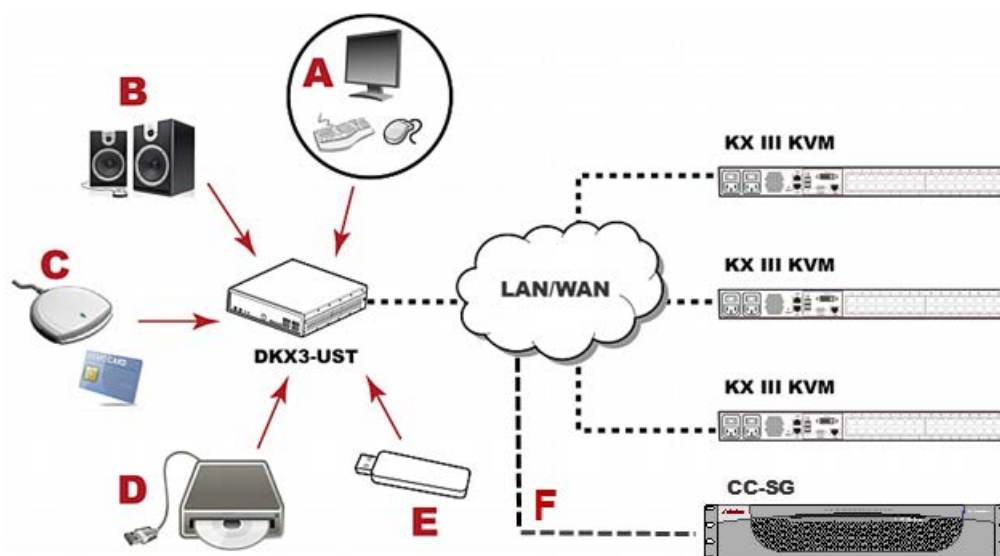 A
B
C
DKX3-UST
D
E
LAN/WAN
KX III KVM
KX III KVM
KX III KVM
F
CC-SG